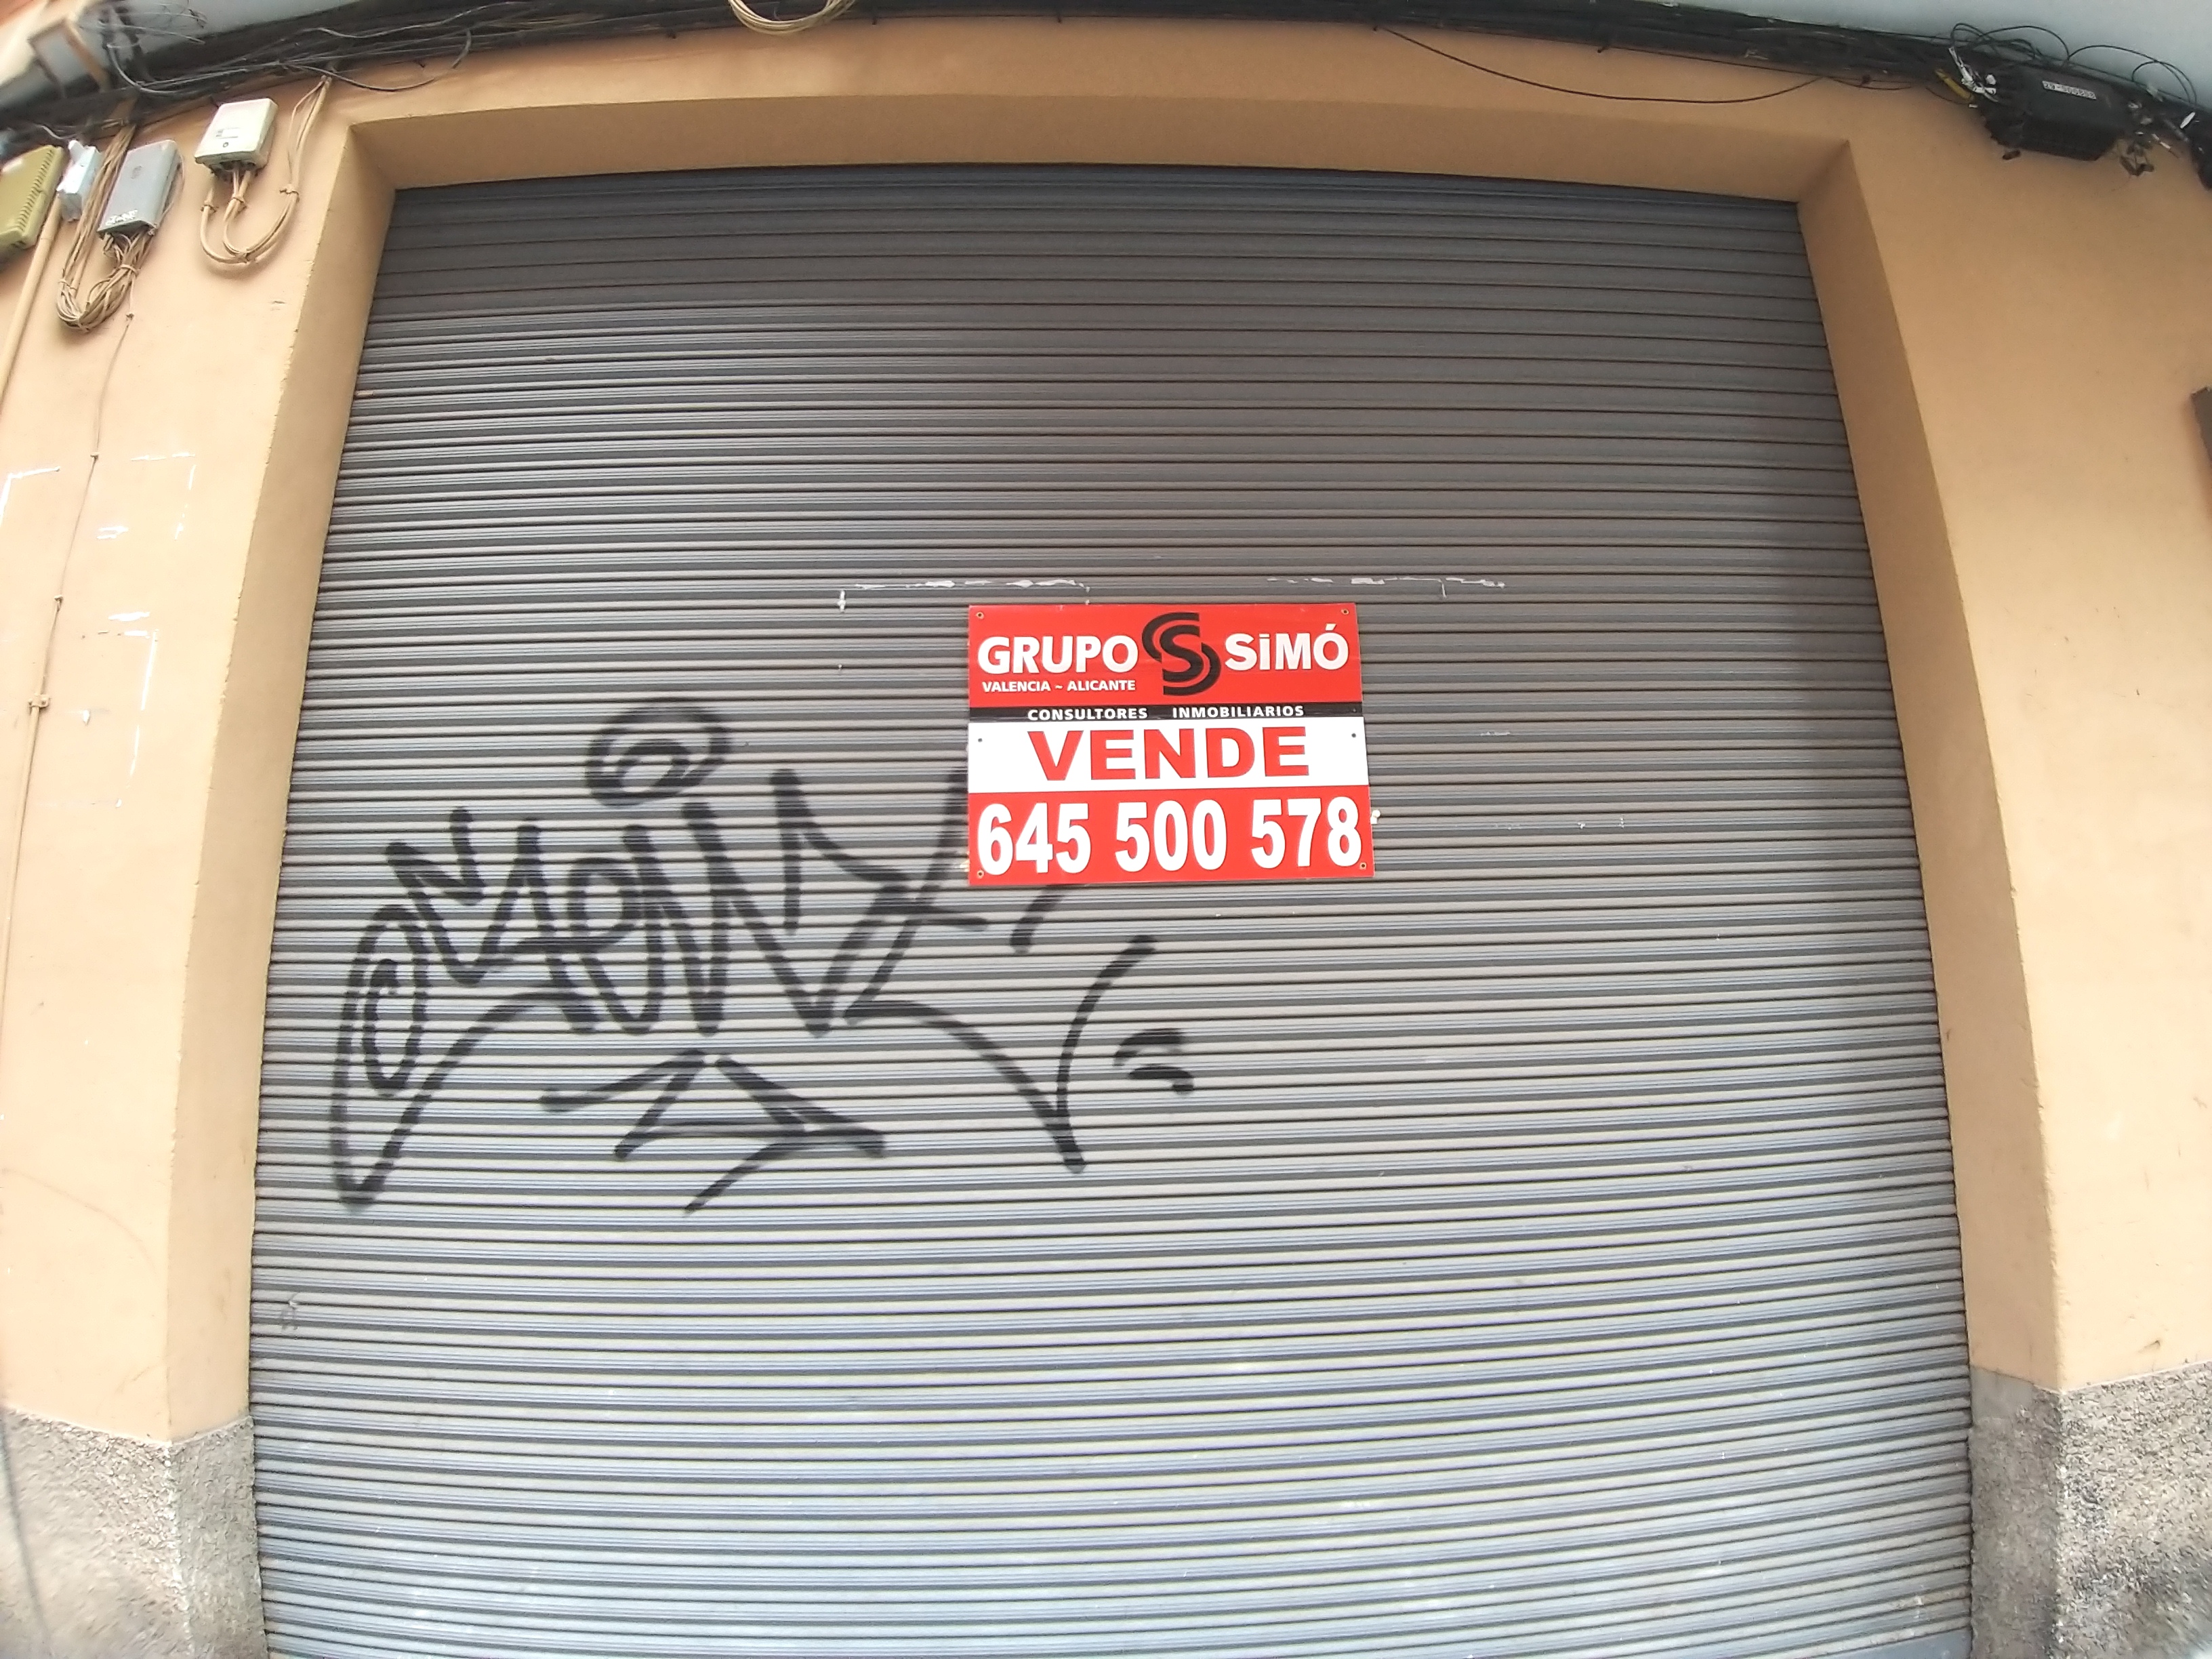 GRUPO SIMÓ
VALENCIA ~ ALICANTE
CONSULTORES INMOBILIARIOS
VENDE
645 500 578